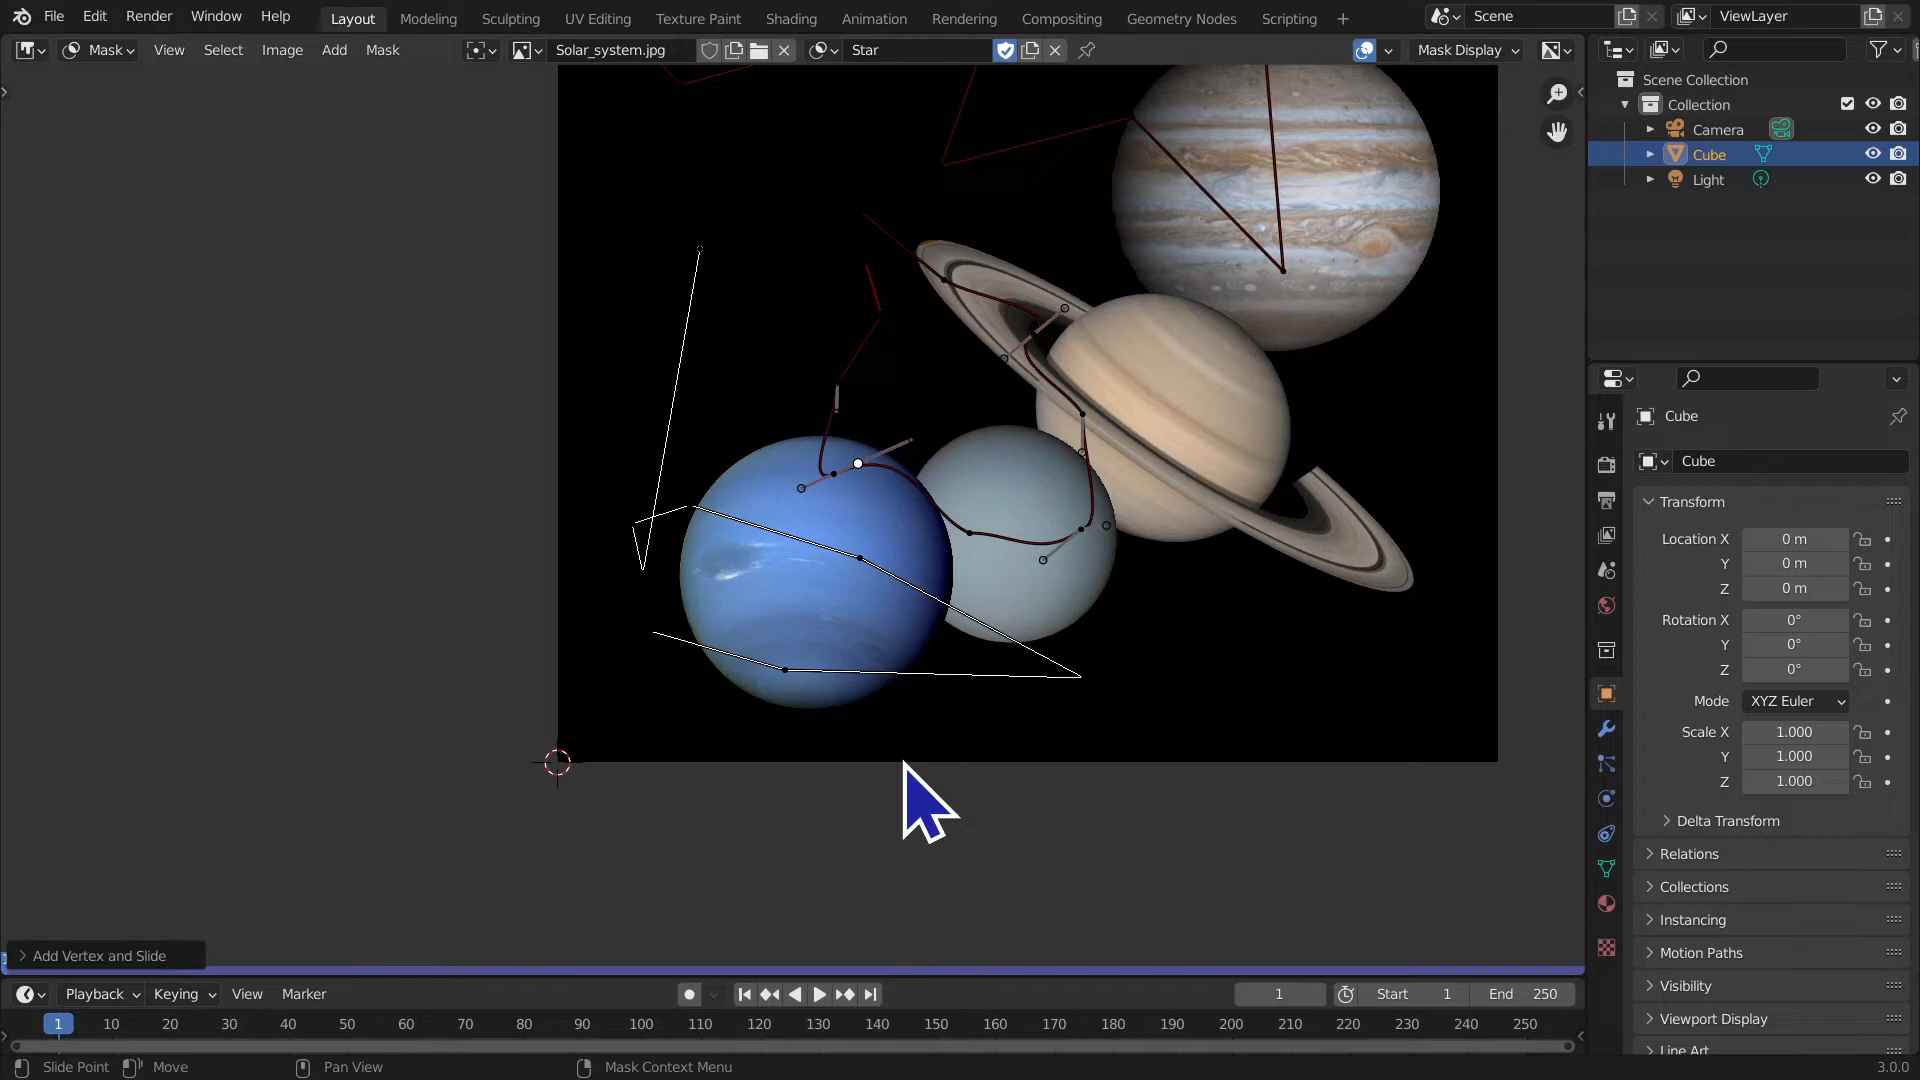 File Edit Render Window Help Layout Modeling Sculpting UV Editing Texture Paint Shading Animation Rendering Compositing Geometry Nodes Scripting + Scene ViewLayer
Mask View Select Image Add Mask Solar_system.jpg Star Mask Display
Scene Collection
Collection
Camera
Cube
Light
Cube
Cube
Transform
Location X 0 m
Y 0 m
Z 0 m
Rotation X 0°
Y 0°
Z 0°
Mode XYZ Euler
Scale X 1.000
Y 1.000
Z 1.000
Delta Transform
Relations
Collections
Instancing
Motion Paths
Visibility
Viewport Display
Line Art
Add Vertex and Slide
Playback Keying View Marker 1 Start 1 End 250
1 10 20 30 40 50 60 70 80 90 100 110 120 130 140 150 160 170 180 190 200 210 220 230 240 250
Slide Point Move Pan View Mask Context Menu 3.0.0